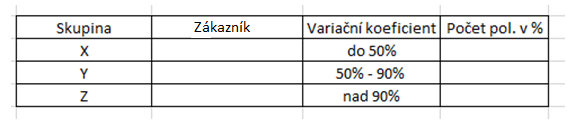 Skupina Zákazník Variační koeficient Počet pol. v %
X do 50%
Y 50% - 90%
Z nad 90%